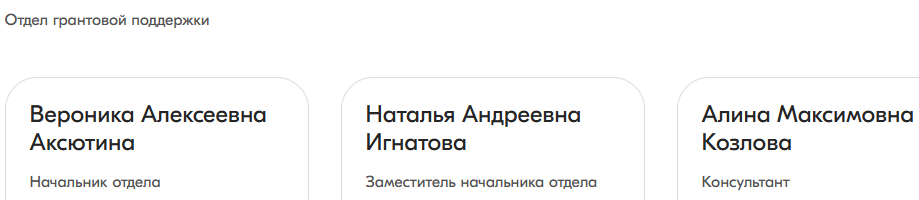 Отдел грантовой поддержки
Вероника Алексеевна
Аксютина
Начальник отдела
Наталья Андреевна
Игнатова
Заместитель начальника отдела
Алина Максимовна
Козлова
Консультант